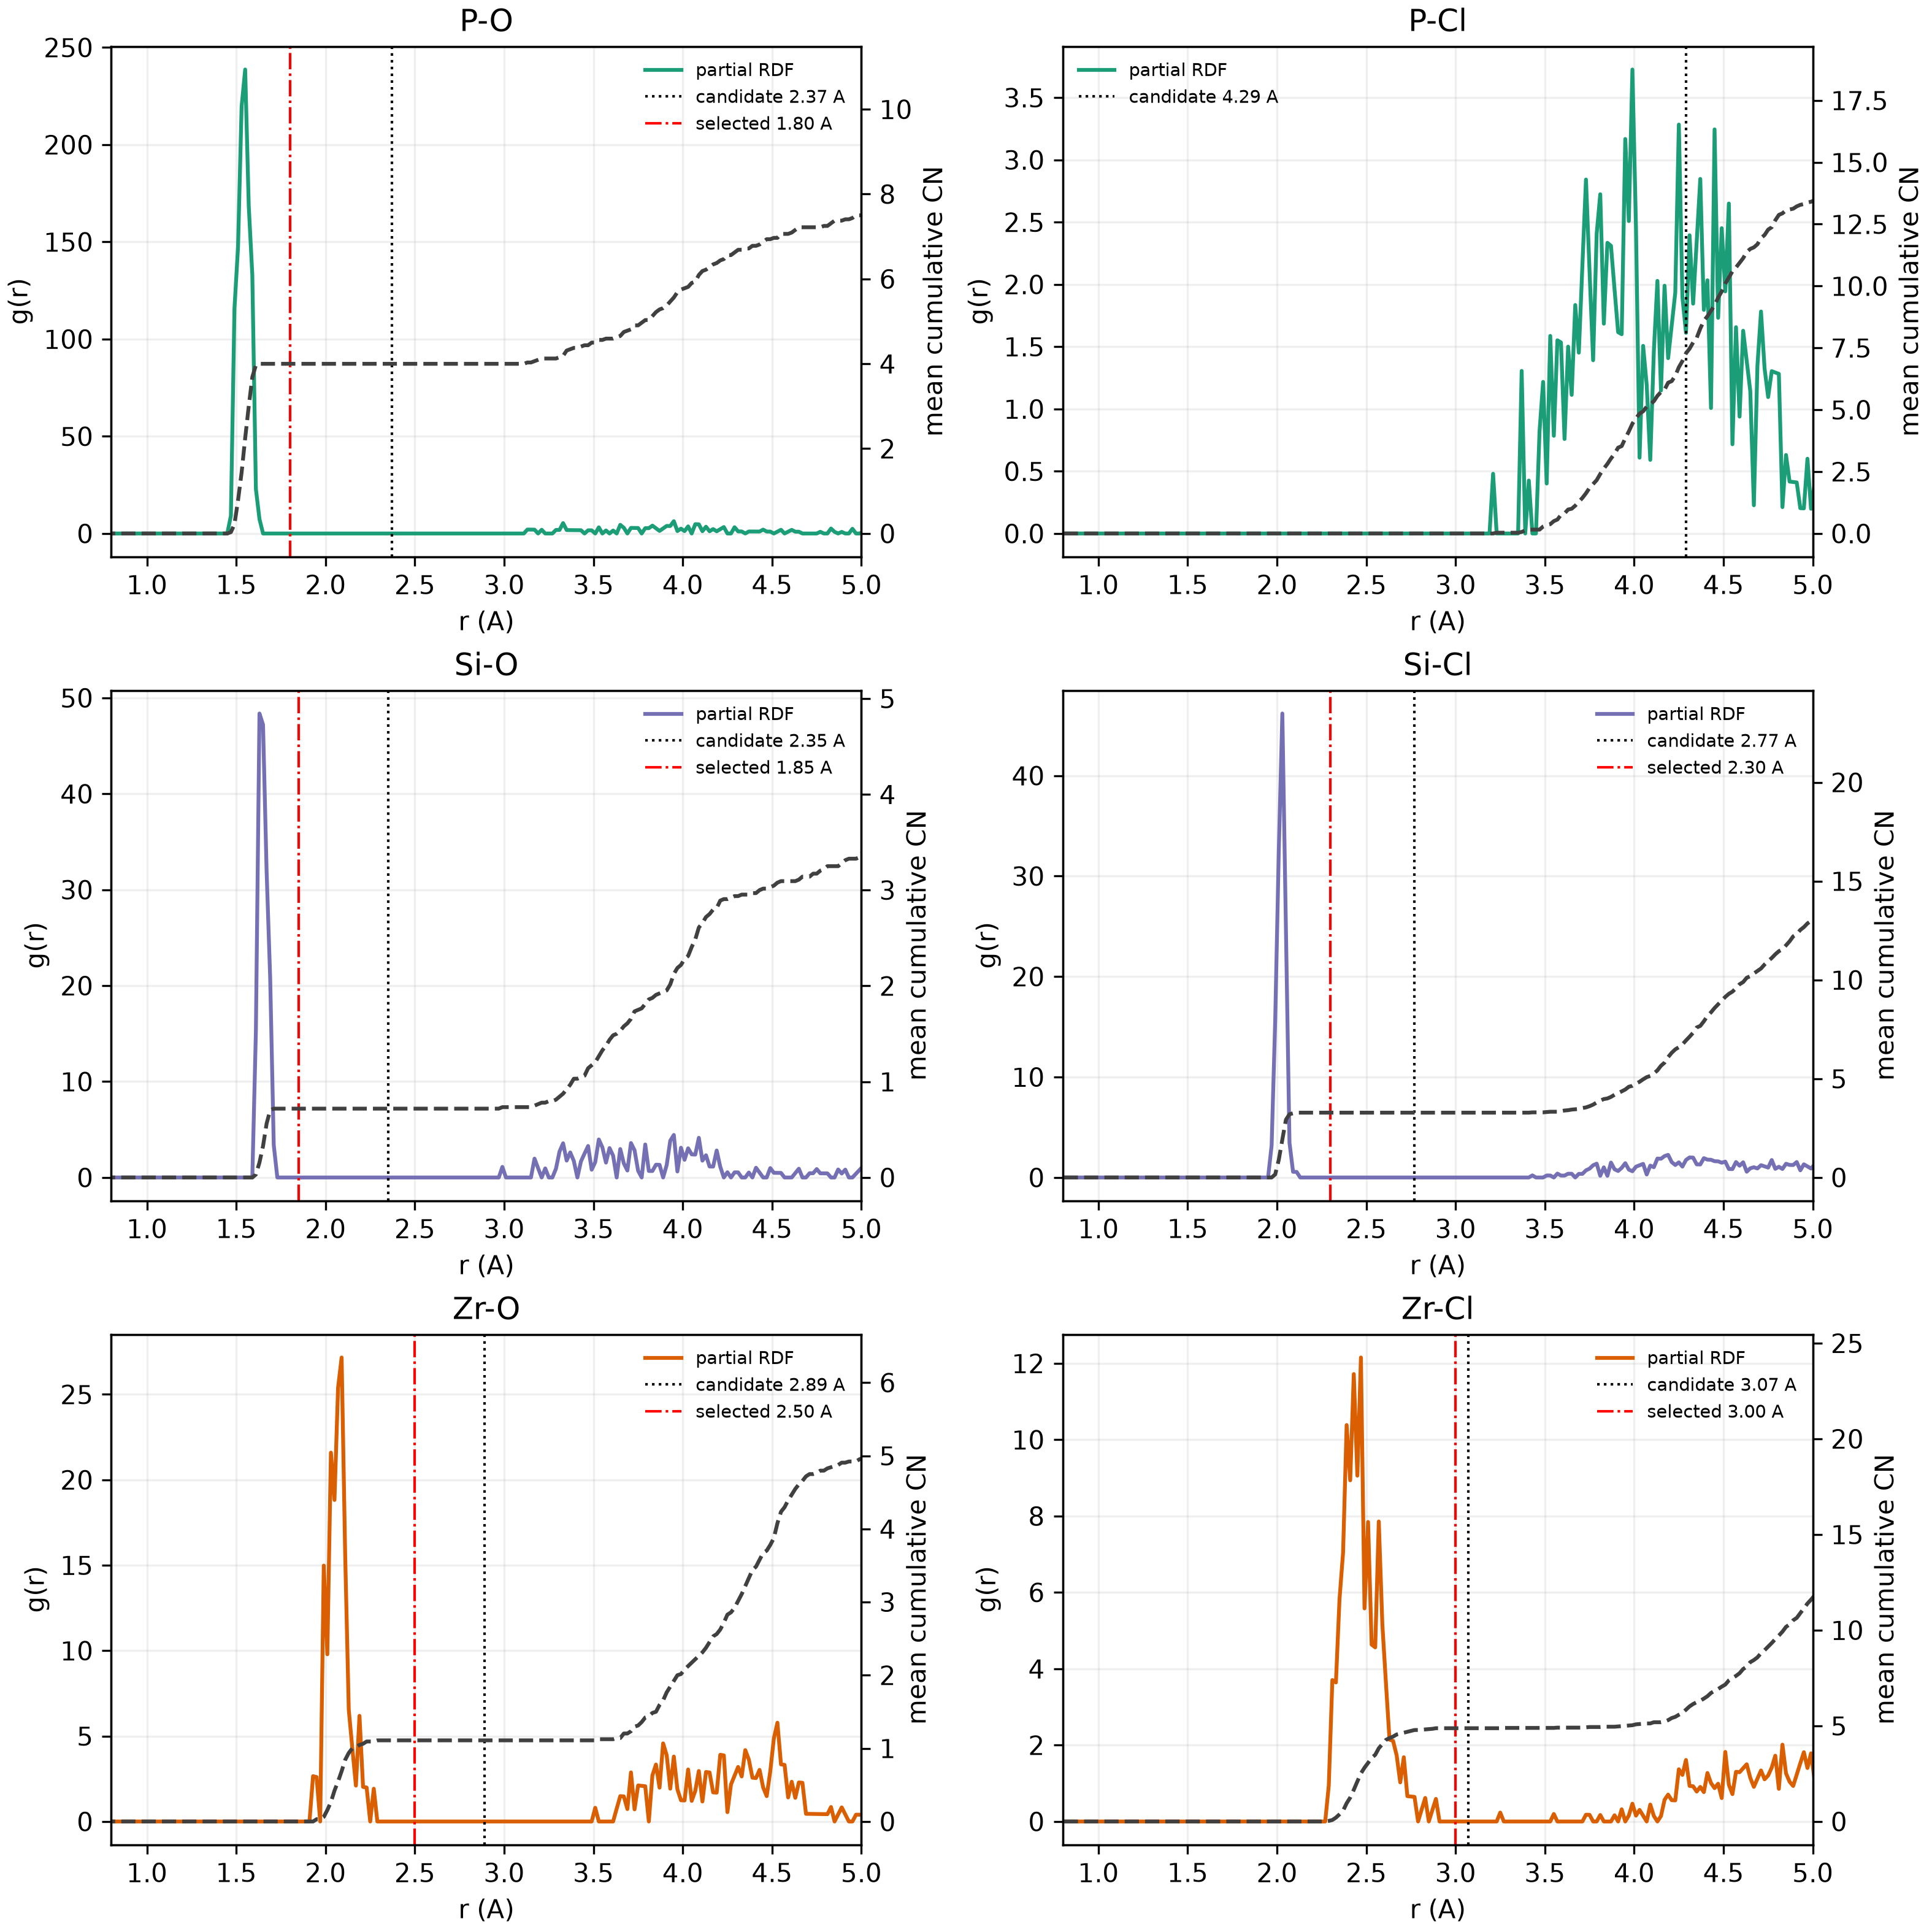 P-O
250
200
150
100
50
0
g(r)
10
8
6
4
2
0
mean cumulative CN
partial RDF
candidate 2.37 A
selected 1.80 A
1.0 1.5 2.0 2.5 3.0 3.5 4.0 4.5 5.0
r (A)
P-Cl
3.5
3.0
2.5
2.0
1.5
1.0
0.5
0.0
g(r)
17.5
15.0
12.5
10.0
7.5
5.0
2.5
0.0
mean cumulative CN
partial RDF
candidate 4.29 A
1.0 1.5 2.0 2.5 3.0 3.5 4.0 4.5 5.0
r (A)
Si-O
50
40
30
20
10
0
g(r)
5
4
3
2
1
0
mean cumulative CN
partial RDF
candidate 2.35 A
selected 1.85 A
1.0 1.5 2.0 2.5 3.0 3.5 4.0 4.5 5.0
r (A)
Si-Cl
40
30
20
10
0
g(r)
20
15
10
5
0
mean cumulative CN
partial RDF
candidate 2.77 A
selected 2.30 A
1.0 1.5 2.0 2.5 3.0 3.5 4.0 4.5 5.0
r (A)
Zr-O
25
20
15
10
5
0
g(r)
6
5
4
3
2
1
0
mean cumulative CN
partial RDF
candidate 2.89 A
selected 2.50 A
1.0 1.5 2.0 2.5 3.0 3.5 4.0 4.5 5.0
r (A)
Zr-Cl
12
10
8
6
4
2
0
g(r)
25
20
15
10
5
0
mean cumulative CN
partial RDF
candidate 3.07 A
selected 3.00 A
1.0 1.5 2.0 2.5 3.0 3.5 4.0 4.5 5.0
r (A)